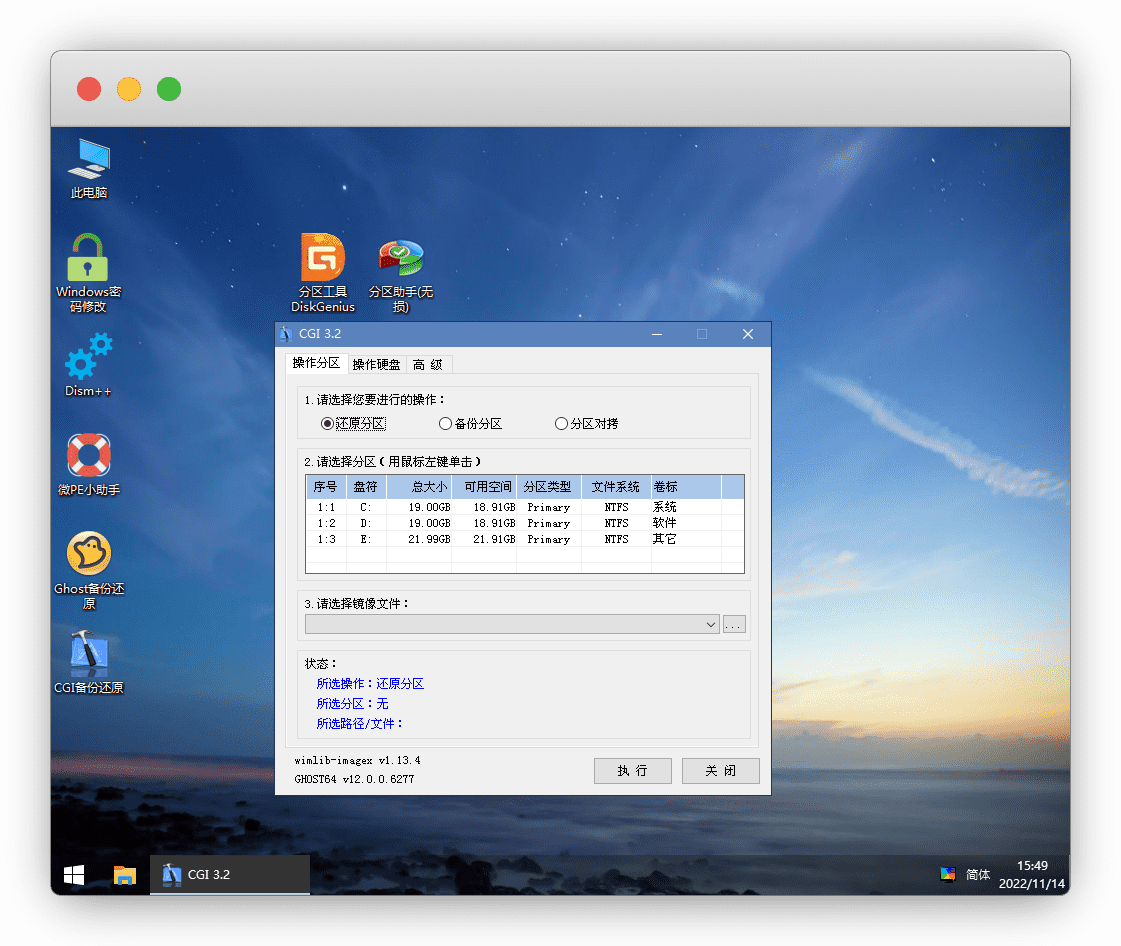 此电脑
Windows密
码修改
Dism++
微PE小助手
Ghost备份还
原
CGI备份还原
分区工具
DiskGenius
分区助手(无
损)
CGI 3.2
操作分区 操作硬盘 高 级
1.请选择您要进行的操作：
还原分区 备份分区 分区对拷
2.请选择分区(用鼠标左键单击)
序号 盘符 总大小 可用空间 分区类型 文件系统 卷标
1:1 C: 19.00GB 18.91GB Primary NTFS 系统
1:2 D: 19.00GB 18.91GB Primary NTFS 软件
1:3 E: 21.99GB 21.91GB Primary NTFS 其它
3.请选择镜像文件：
...
状态：
所选操作：还原分区
所选分区：无
所选路径/文件：
wimlib-imagex v1.13.4
GHOST64 v12.0.0.6277
执 行 关 闭
CGI 3.2
简体
15:49
2022/11/14